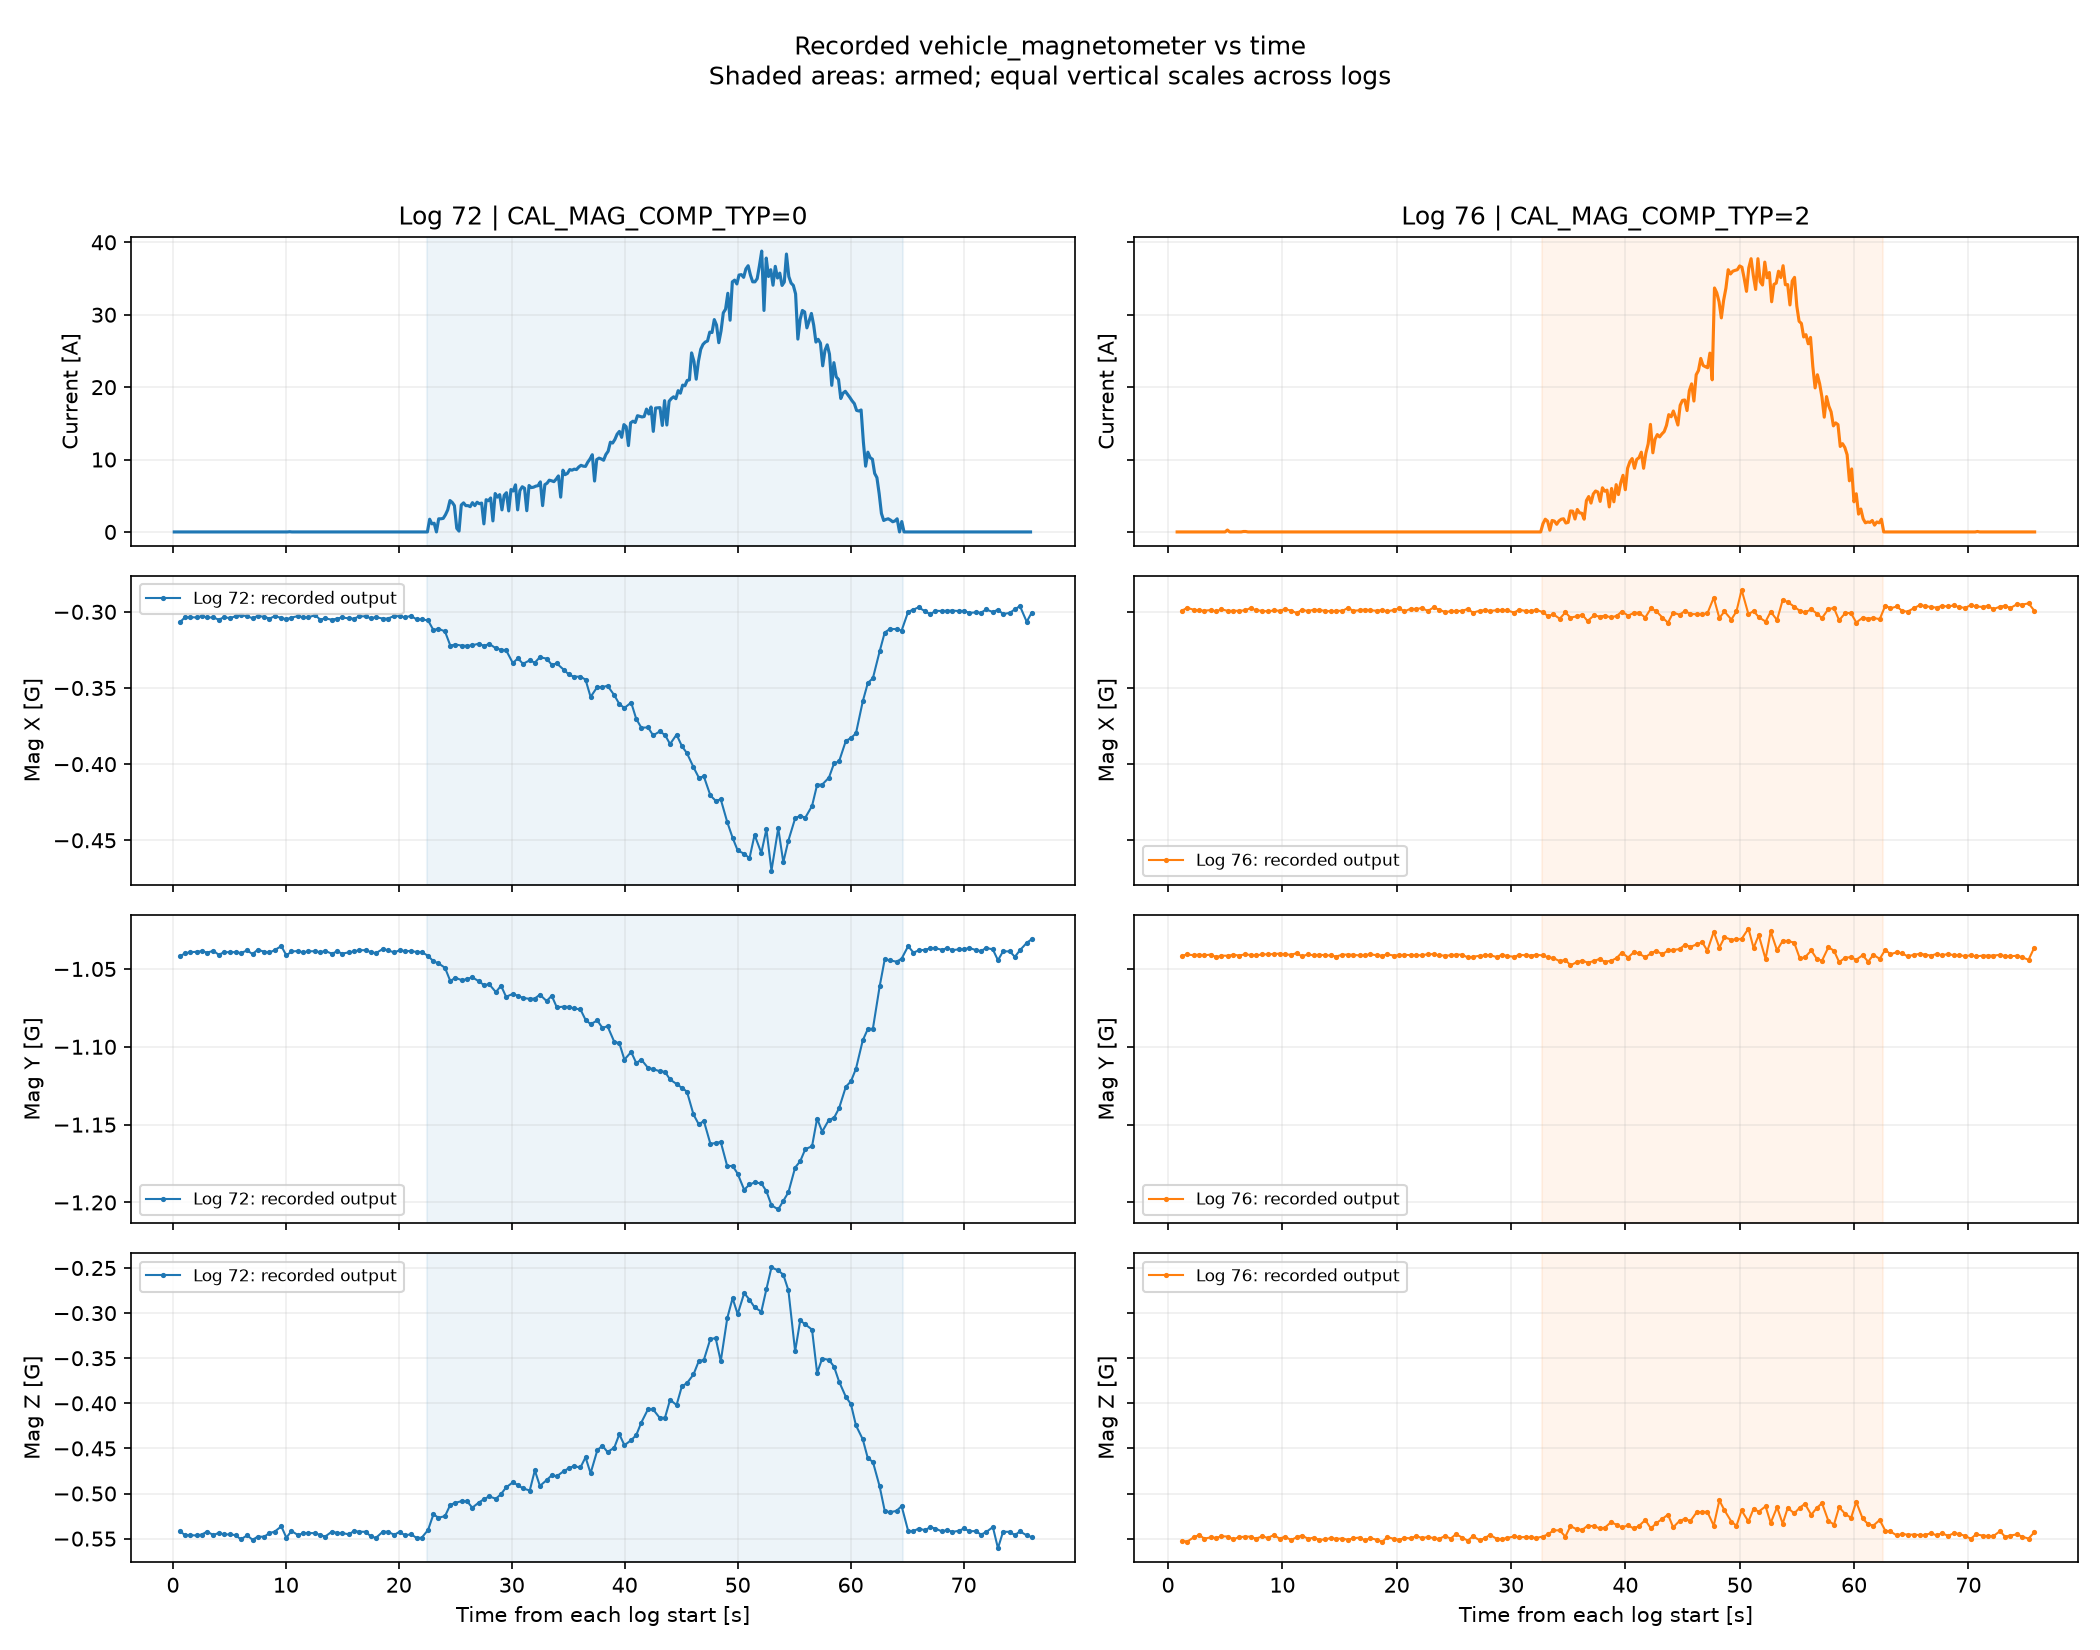 Recorded vehicle_magnetometer vs time
Shaded areas: armed; equal vertical scales across logs
Log 72 | CAL_MAG_COMP_TYP=0
Log 76 | CAL_MAG_COMP_TYP=2
Current [A]
40
30
20
10
0
Current [A]
Mag X [G]
−0.30
−0.35
−0.40
−0.45
Log 72: recorded output
Mag X [G]
Log 76: recorded output
Mag Y [G]
−1.05
−1.10
−1.15
−1.20
Log 72: recorded output
Mag Y [G]
Log 76: recorded output
Mag Z [G]
−0.25
−0.30
−0.35
−0.40
−0.45
−0.50
−0.55
Log 72: recorded output
Mag Z [G]
Log 76: recorded output
0 10 20 30 40 50 60 70
Time from each log start [s]
0 10 20 30 40 50 60 70
Time from each log start [s]